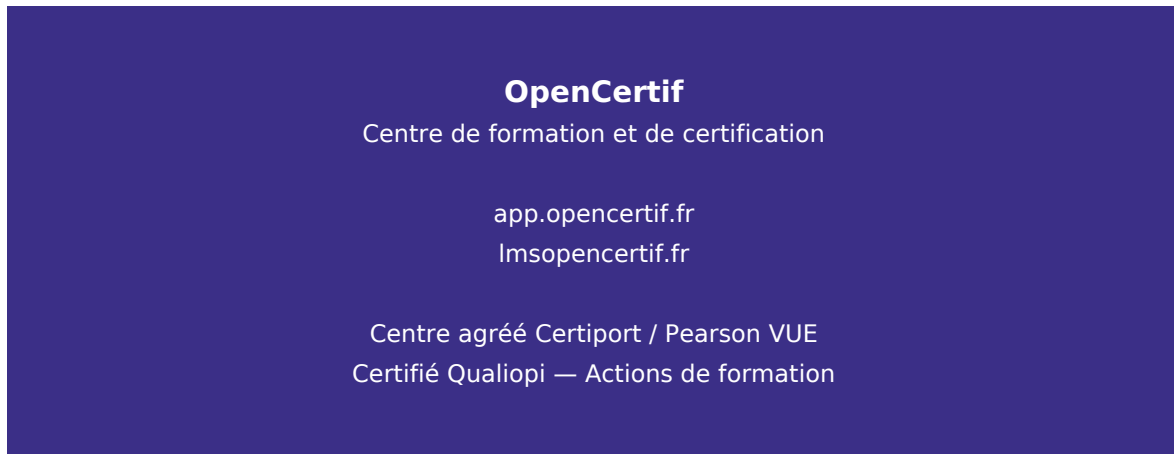 OpenCertif
Centre de formation et de certification
app.opencertif.fr
lmsopencertif.fr
Centre agréé Certiport / Pearson VUE
Certifié Qualiopi — Actions de formation